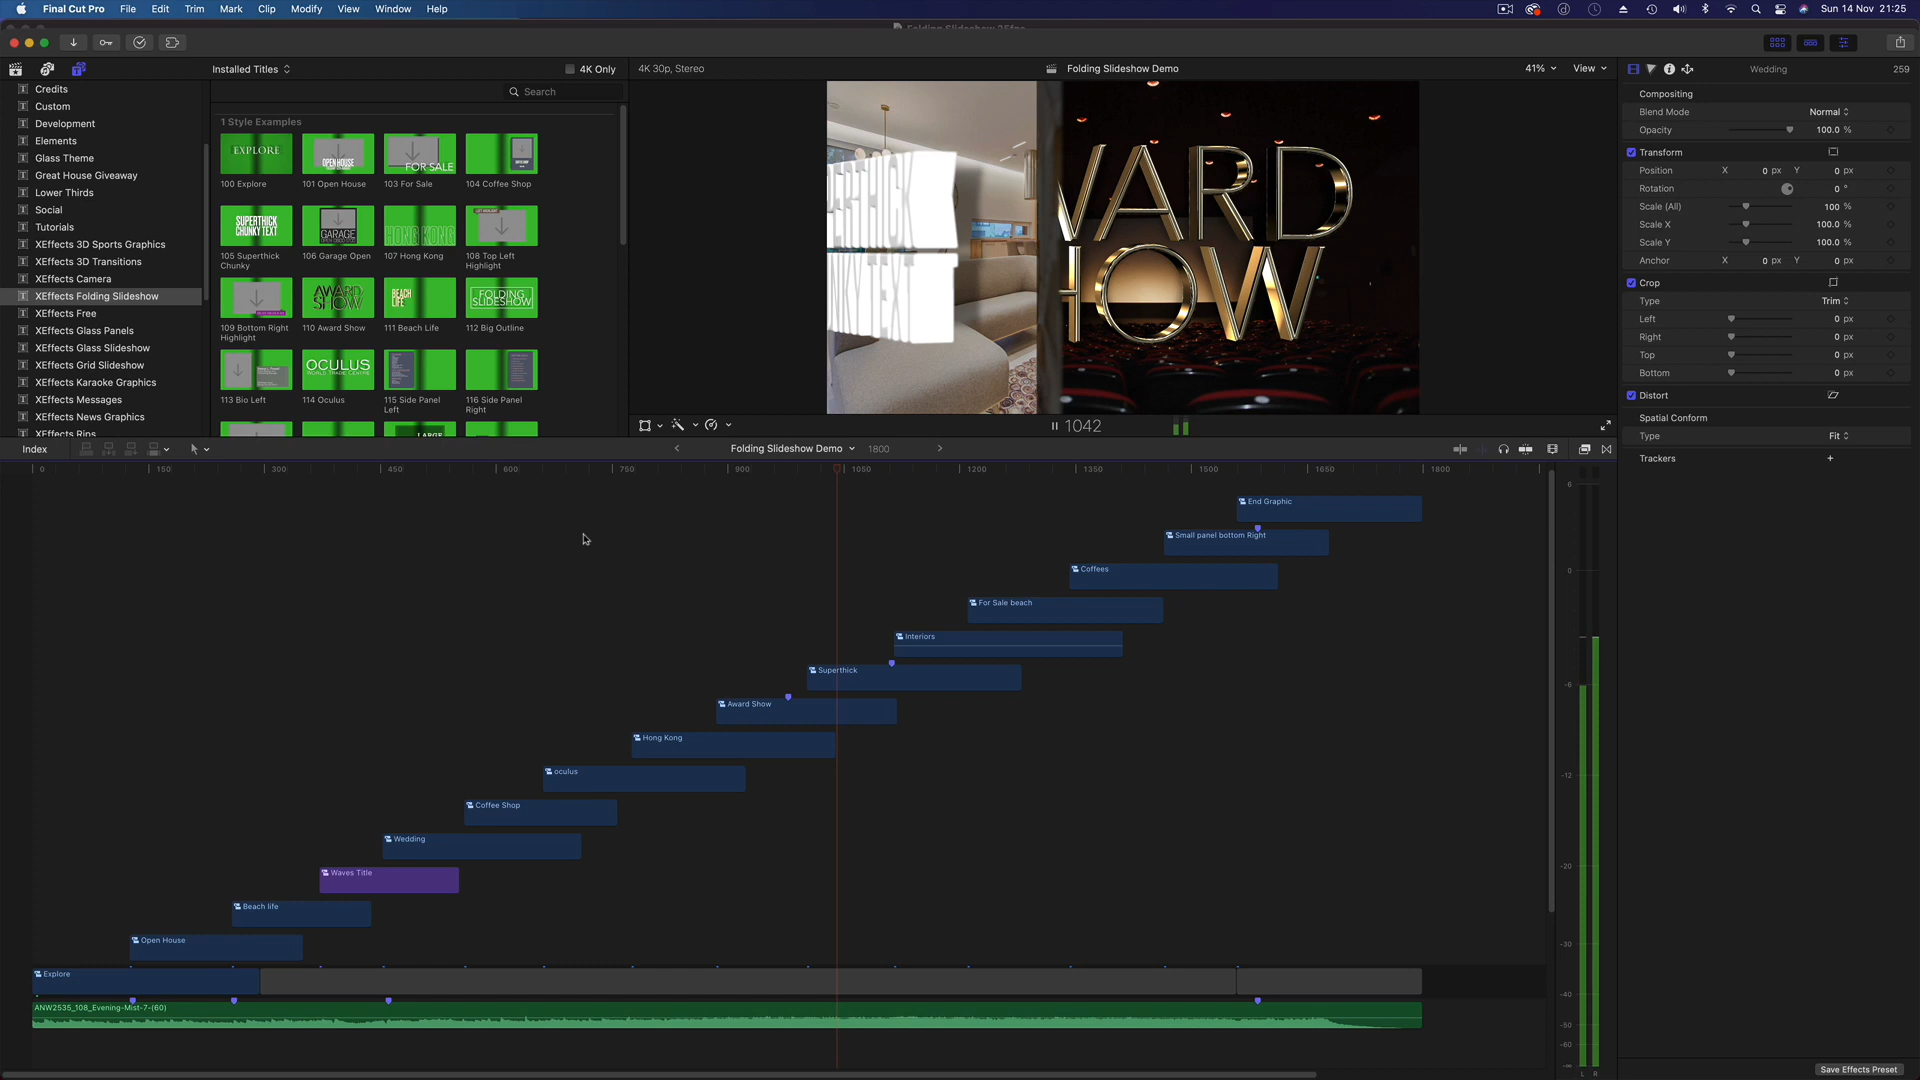 Final Cut Pro File Edit Trim Mark Clip Modify View Window Help Sun 14 Nov 21:25
Installed Titles 4K Only 4K 30p, Stereo Folding Slideshow Demo 41% View Wedding 259
Search
Credits
Custom
Development
Elements
Glass Theme
Great House Giveaway
Lower Thirds
Social
Tutorials
XEffects 3D Sports Graphics
XEffects 3D Transitions
XEffects Camera
XEffects Folding Slideshow
XEffects Free
XEffects Glass Panels
XEffects Glass Slideshow
XEffects Grid Slideshow
XEffects Karaoke Graphics
XEffects Messages
XEffects News Graphics
XEffects Rips
1 Style Examples
EXPLORE
OPEN HOUSE
FOR SALE
100 Explore
101 Open House
103 For Sale
104 Coffee Shop
SUPERTHICK
CHUNKY TEXT
GARAGE
HONG KONG
105 Superthick
Chunky
106 Garage Open
107 Hong Kong
108 Top Left
Highlight
AWARD
SHOW
BEACH
LIFE
FOLDING
SLIDESHOW
109 Bottom Right
Highlight
110 Award Show
111 Beach Life
112 Big Outline
OCULUS
WORLD TRADE CENTRE
113 Bio Left
114 Oculus
115 Side Panel
Left
116 Side Panel
Right
LARGE
WARD
HOW
1042
Compositing
Blend Mode Normal
Opacity 100.0 %
Transform
Position X 0 px Y 0 px
Rotation 0 °
Scale (All) 100 %
Scale X 100.0 %
Scale Y 100.0 %
Anchor X 0 px Y 0 px
Crop
Type Trim
Left 0 px
Right 0 px
Top 0 px
Bottom 0 px
Distort
Spatial Conform
Type Fit
Trackers +
Index Folding Slideshow Demo 1800
0 150 300 450 600 750 900 1050 1200 1350 1500 1650 1800
End Graphic
Small panel bottom Right
Coffees
For Sale beach
Interiors
Superthick
Award Show
Hong Kong
oculus
Coffee Shop
Wedding
Waves Title
Beach life
Open House
Explore
ANW2535_108_Evening-Mist-7-(60)
6
0
-6
-12
-20
-30
-40
-50
-60
-∞
L R
Save Effects Preset